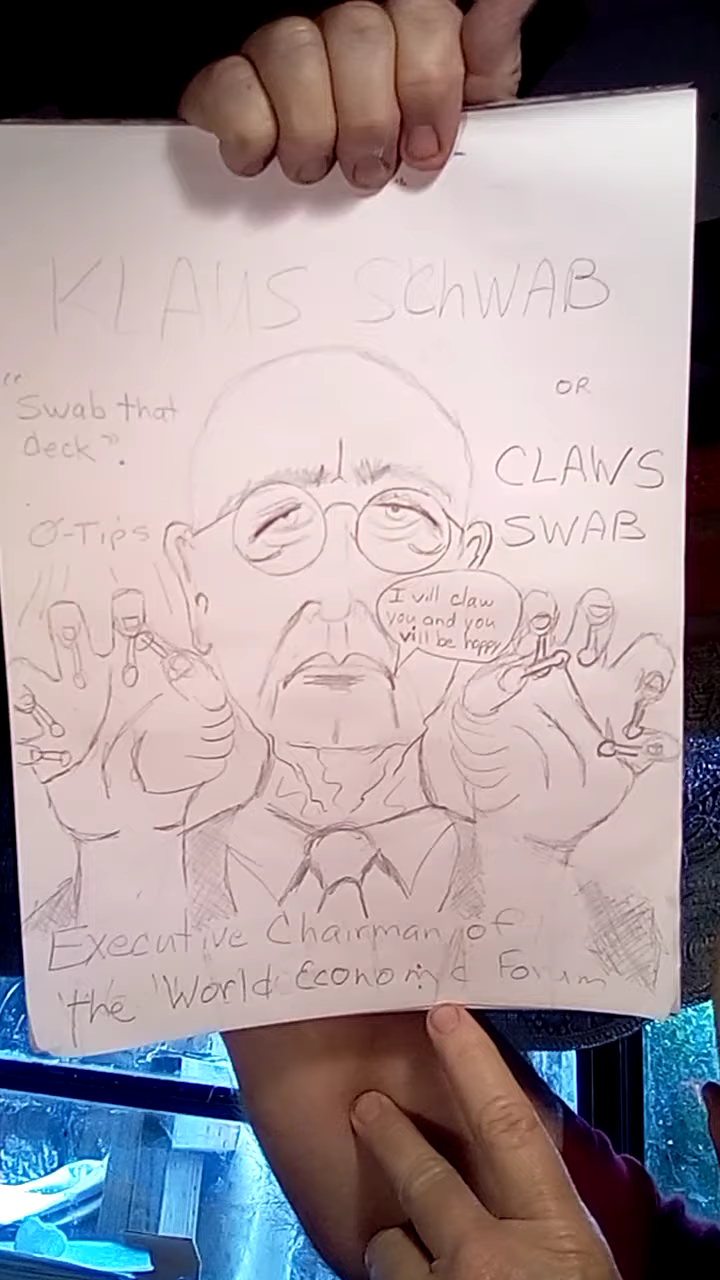 KLAUS SChWAB
"Swab that
deck".
OR
CLAWS
SWAB
Q-Tips
I vill claw
you and you
vill be happy
Executive Chairman of
the World Economic Forum